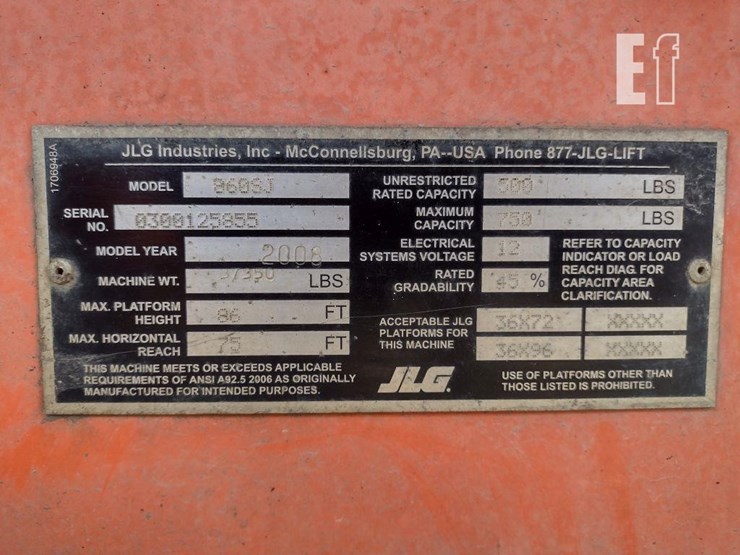 Ef
1706948A
JLG Industries, Inc - McConnellsburg, PA--USA Phone 877-JLG-LIFT
MODEL 860SJ
SERIAL NO. 0300125855
MODEL YEAR 2008
MACHINE WT. 37350 LBS
MAX. PLATFORM HEIGHT 86 FT
MAX. HORIZONTAL REACH 75 FT
THIS MACHINE MEETS OR EXCEEDS APPLICABLE
REQUIREMENTS OF ANSI A92.5 2006 AS ORIGINALLY
MANUFACTURED FOR INTENDED PURPOSES.
UNRESTRICTED RATED CAPACITY 500 LBS
MAXIMUM CAPACITY 750 LBS
ELECTRICAL SYSTEMS VOLTAGE 12
RATED GRADABILITY 45 %
REFER TO CAPACITY
INDICATOR OR LOAD
REACH DIAG. FOR
CAPACITY AREA
CLARIFICATION.
ACCEPTABLE JLG
PLATFORMS FOR
THIS MACHINE
36X72 XXXXX
36X96 XXXXX
JLG.
USE OF PLATFORMS OTHER THAN
THOSE LISTED IS PROHIBITED.